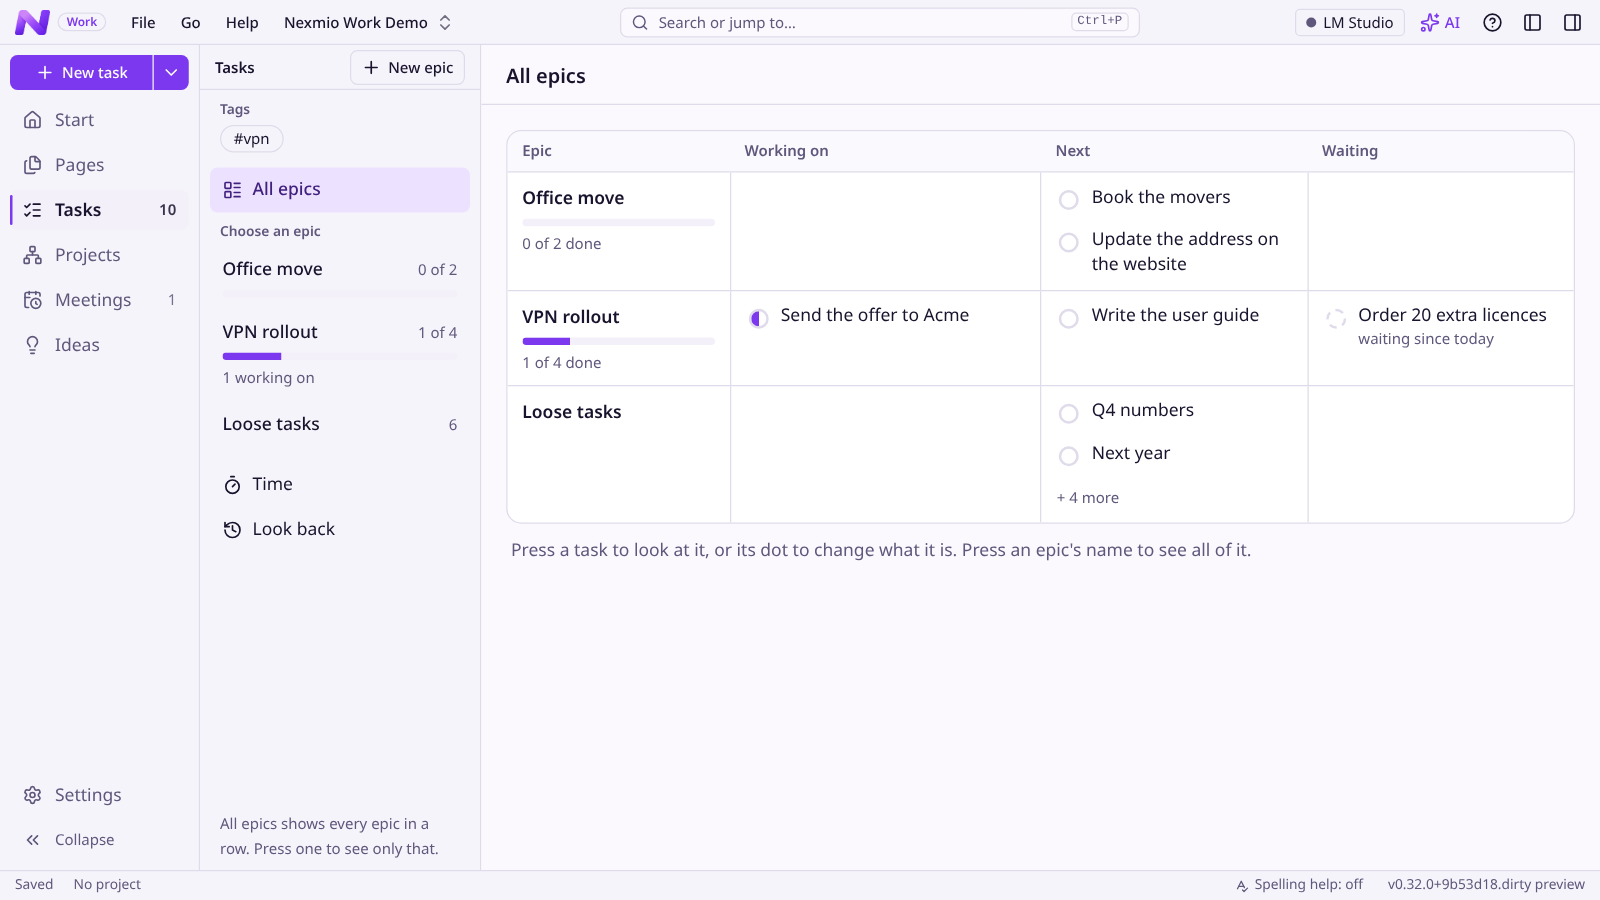 Work
File
Go
Help
Nexmio Work Demo
Search or jump to...
Ctrl+P
LM Studio
AI
New task
Start
Pages
Tasks
10
Projects
Meetings
1
Ideas
Settings
Collapse
Tasks
New epic
Tags
#vpn
All epics
Choose an epic
Office move
0 of 2
VPN rollout
1 of 4
1 working on
Loose tasks
6
Time
Look back
All epics shows every epic in a
row. Press one to see only that.
All epics
Epic
Working on
Next
Waiting
Office move
0 of 2 done
Book the movers
Update the address on
the website
VPN rollout
1 of 4 done
Send the offer to Acme
Write the user guide
Order 20 extra licences
waiting since today
Loose tasks
Q4 numbers
Next year
+ 4 more
Press a task to look at it, or its dot to change what it is. Press an epic's name to see all of it.
Saved
No project
Spelling help: off
v0.32.0+9b53d18.dirty preview